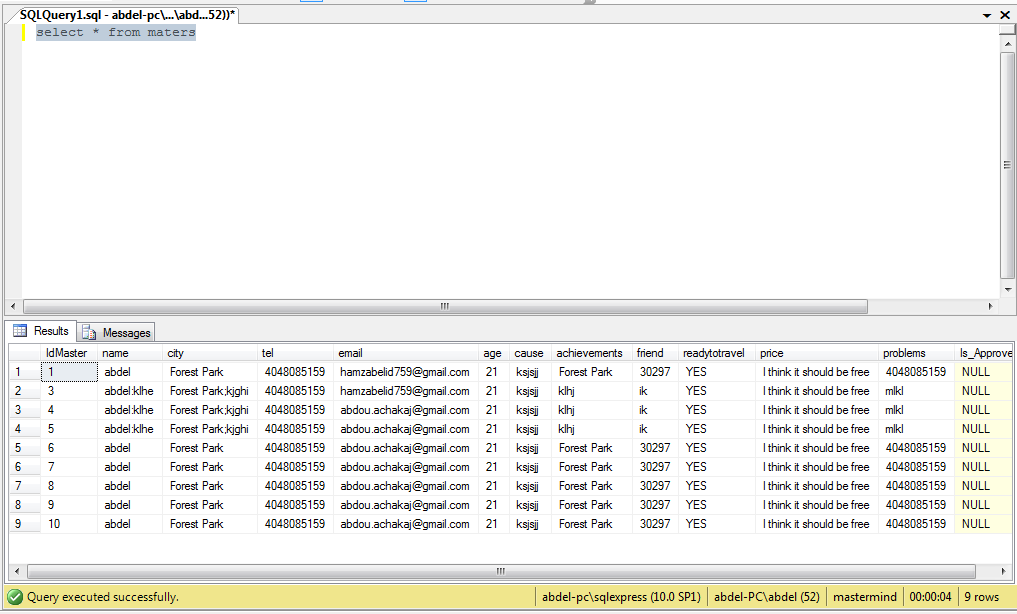 SQLQuery1.sql - abdel-pc\...\abd...52))*
select * from maters
Results Messages
IdMaster name city tel email age cause achievements friend readytotravel price problems Is_Approve
1 1 abdel Forest Park 4048085159 hamzabelid759@gmail.com 21 ksjsjj Forest Park 30297 YES I think it should be free 4048085159 NULL
2 3 abdel:klhe Forest Park;kjghi 4048085159 hamzabelid759@gmail.com 21 ksjsjj klhj ik YES I think it should be free mlkl NULL
3 4 abdel:klhe Forest Park;kjghi 4048085159 abdou.achakaj@gmail.com 21 ksjsjj klhj ik YES I think it should be free mlkl NULL
4 5 abdel:klhe Forest Park;kjghi 4048085159 abdou.achakaj@gmail.com 21 ksjsjj klhj ik YES I think it should be free mlkl NULL
5 6 abdel Forest Park 4048085159 abdou.achakaj@gmail.com 21 ksjsjj Forest Park 30297 YES I think it should be free 4048085159 NULL
6 7 abdel Forest Park 4048085159 abdou.achakaj@gmail.com 21 ksjsjj Forest Park 30297 YES I think it should be free 4048085159 NULL
7 8 abdel Forest Park 4048085159 abdou.achakaj@gmail.com 21 ksjsjj Forest Park 30297 YES I think it should be free 4048085159 NULL
8 9 abdel Forest Park 4048085159 abdou.achakaj@gmail.com 21 ksjsjj Forest Park 30297 YES I think it should be free 4048085159 NULL
9 10 abdel Forest Park 4048085159 abdou.achakaj@gmail.com 21 ksjsjj Forest Park 30297 YES I think it should be free 4048085159 NULL
Query executed successfully. abdel-pc\sqlexpress (10.0 SP1) abdel-PC\abdel (52) mastermind 00:00:04 9 rows